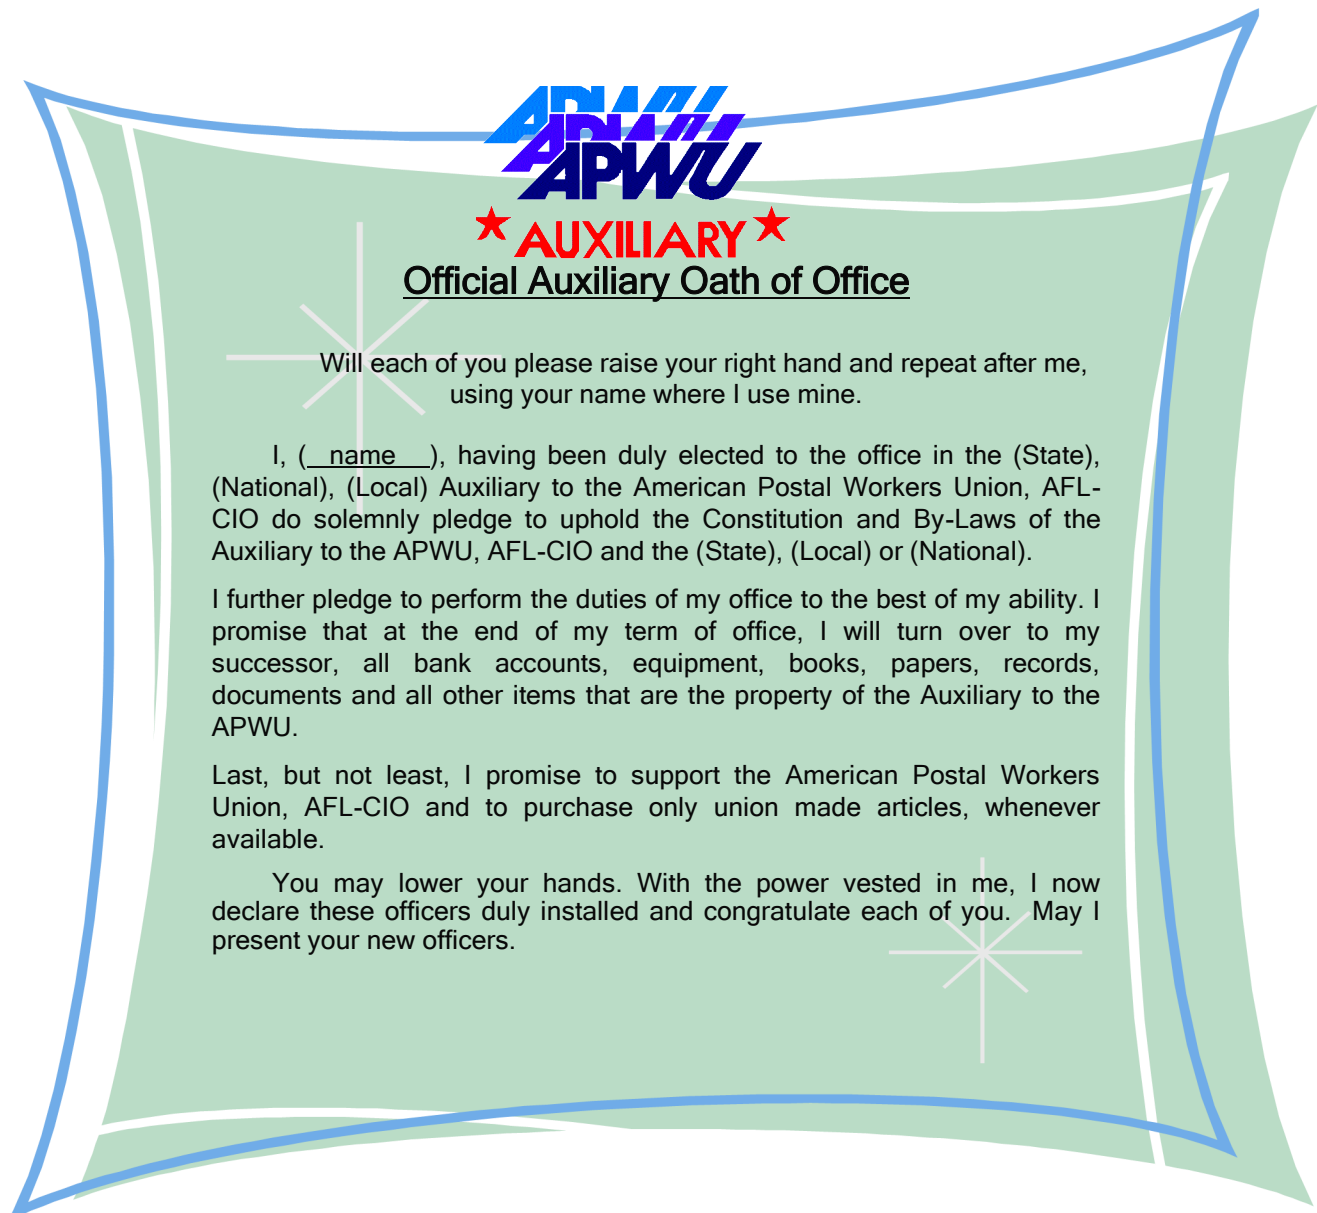 APWU
APWU
APWU
★ AUXILIARY ★
Official Auxiliary Oath of Office
Will each of you please raise your right hand and repeat after me,
using your name where I use mine.
I, (   name   ), having been duly elected to the office in the (State),
(National), (Local) Auxiliary to the American Postal Workers Union, AFL-
CIO do solemnly pledge to uphold the Constitution and By-Laws of the
Auxiliary to the APWU, AFL-CIO and the (State), (Local) or (National).
I further pledge to perform the duties of my office to the best of my ability. I
promise that at the end of my term of office, I will turn over to my
successor, all bank accounts, equipment, books, papers, records,
documents and all other items that are the property of the Auxiliary to the
APWU.
Last, but not least, I promise to support the American Postal Workers
Union, AFL-CIO and to purchase only union made articles, whenever
available.
You may lower your hands. With the power vested in me, I now
declare these officers duly installed and congratulate each of you.  May I
present your new officers.